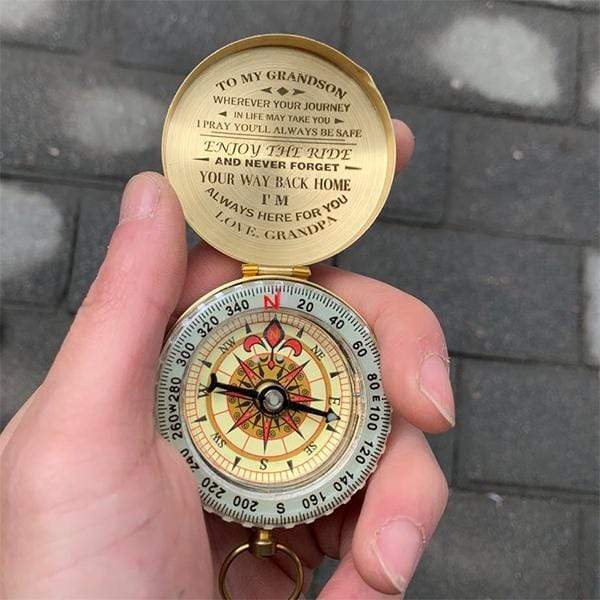 TO MY GRANDSON
WHEREVER YOUR JOURNEY
IN LIFE MAY TAKE YOU
I PRAY YOU'LL ALWAYS BE SAFE
ENJOY THE RIDE
AND NEVER FORGET
YOUR WAY BACK HOME
I'M
ALWAYS HERE FOR YOU
LOVE, GRANDPA
N 20 40 60 80 E 100 120 140 160 S 200 220 240 260 W 280 300 320 340
N NE E SE S SW W NW